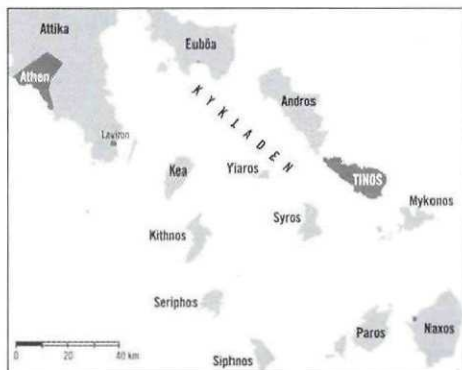 Attika
Euböa
Athen
KYKLADEN
Andros
Lavrion
Kea
Yiaros
TINOS
Mykonos
Syros
Kithnos
Seriphos
Paros
Naxos
Siphnos
0 20 40 km